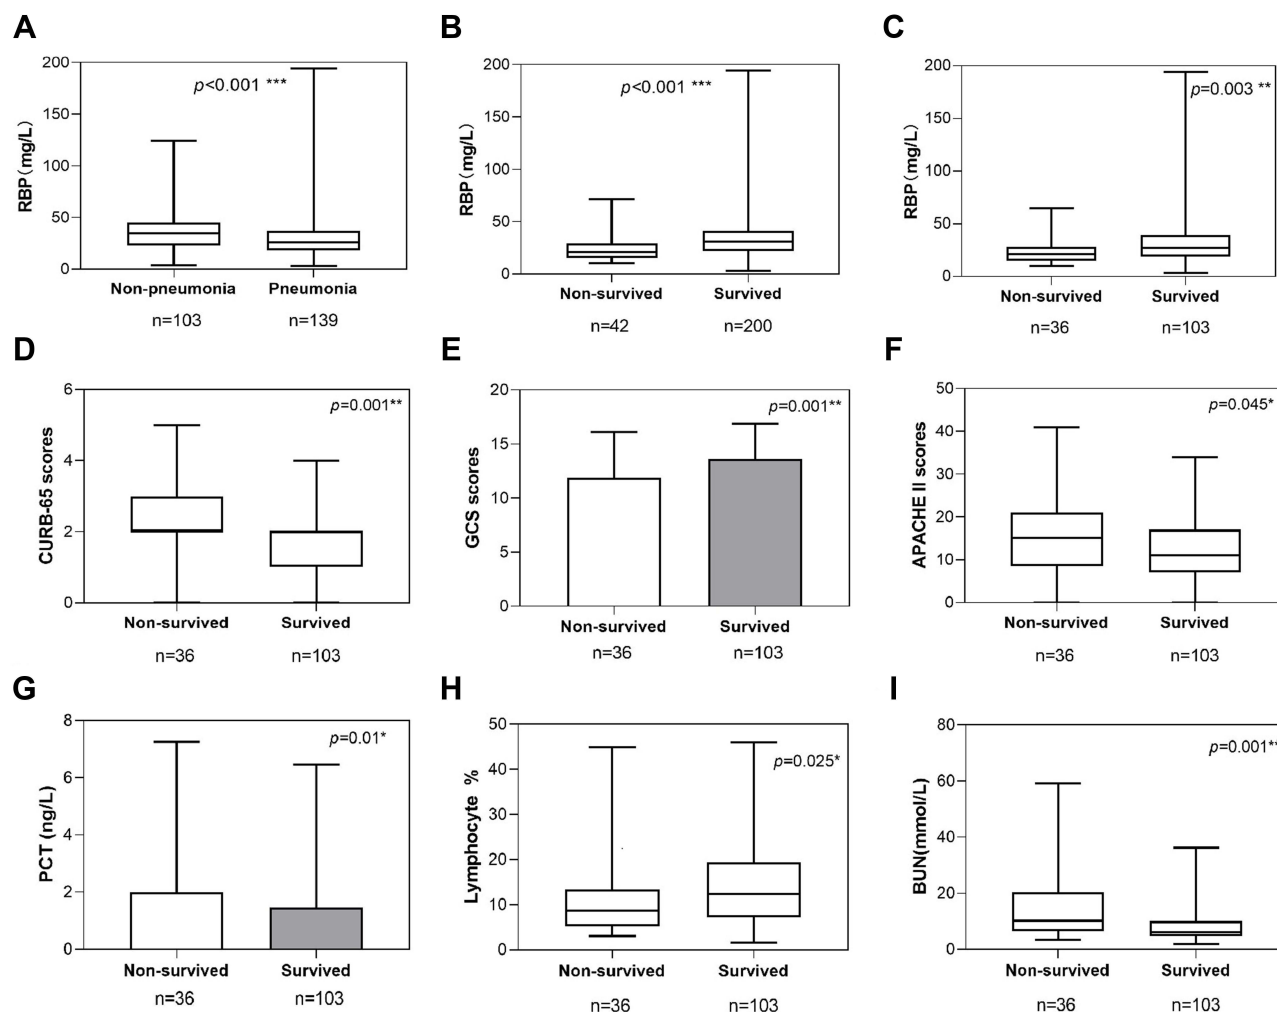 A
B
C
RBP(mg/L)
200
150
100
50
0
p<0.001 ***
Non-pneumonia
Pneumonia
n=103
n=139
RBP(mg/L)
200
150
100
50
0
p<0.001 ***
Non-survived
Survived
n=42
n=200
RBP(mg/L)
200
150
100
50
0
p=0.003 **
Non-survived
Survived
n=36
n=103
D
E
F
CURB-65 scores
6
4
2
0
p=0.001**
Non-survived
Survived
n=36
n=103
GCS scores
20
15
10
5
0
p=0.001**
Non-survived
Survived
n=36
n=103
APACHE II scores
50
40
30
20
10
0
p=0.045*
Non-survived
Survived
n=36
n=103
G
H
I
PCT (ng/L)
8
6
4
2
0
p=0.01*
Non-survived
Survived
n=36
n=103
Lymphocyte %
50
40
30
20
10
0
p=0.025*
Non-survived
Survived
n=36
n=103
BUN(mmol/L)
80
60
40
20
0
p=0.001**
Non-survived
Survived
n=36
n=103